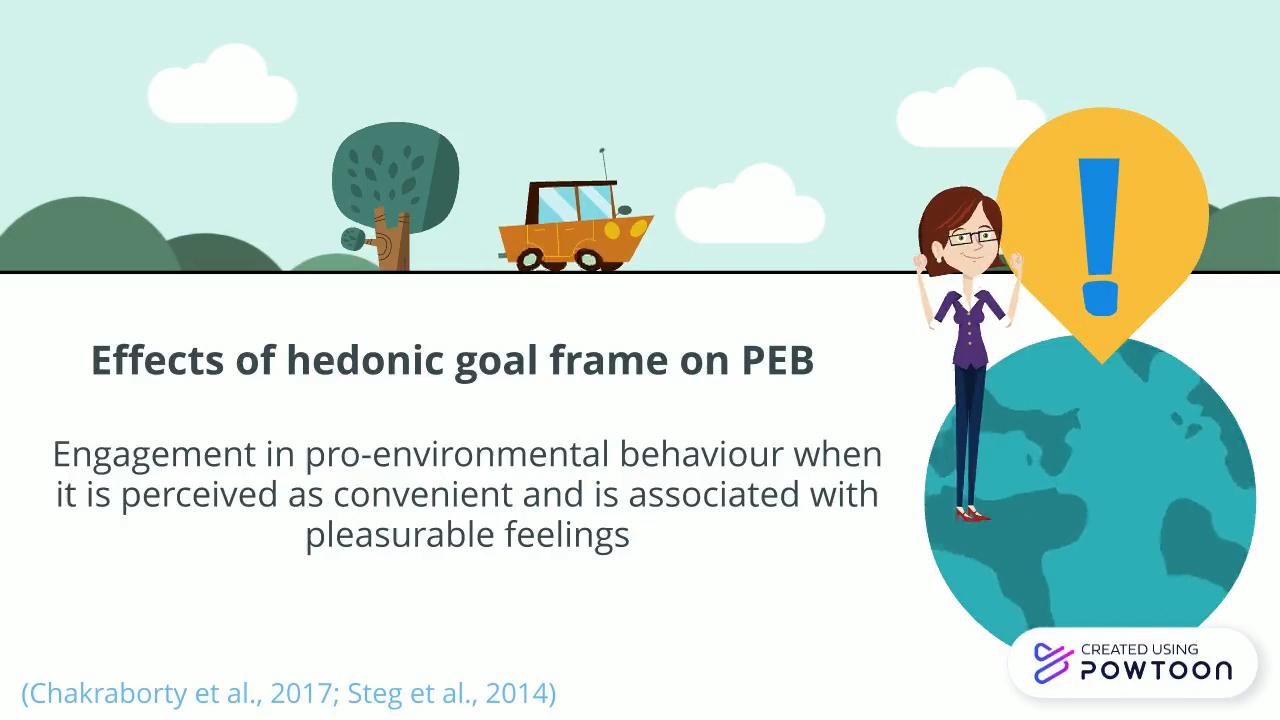 Effects of hedonic goal frame on PEB
Engagement in pro-environmental behaviour when
it is perceived as convenient and is associated with
pleasurable feelings
(Chakraborty et al., 2017; Steg et al., 2014)
!
CREATED USING
POWTOON